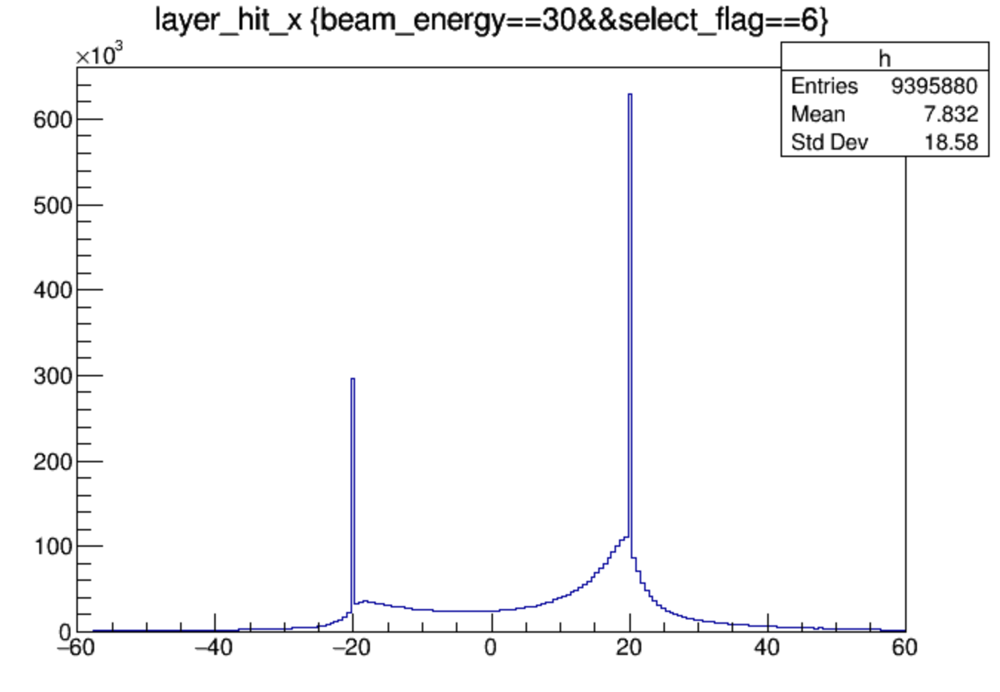 layer_hit_x {beam_energy==30&&select_flag==6}
×10³
h
Entries 9395880
Mean 7.832
Std Dev 18.58
600
500
400
300
200
100
0
−60 −40 −20 0 20 40 60